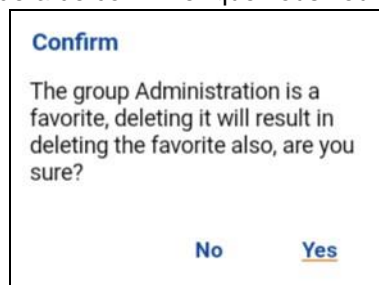 Confirm
The group Administration is a
favorite, deleting it will result in
deleting the favorite also, are you
sure?
No Yes